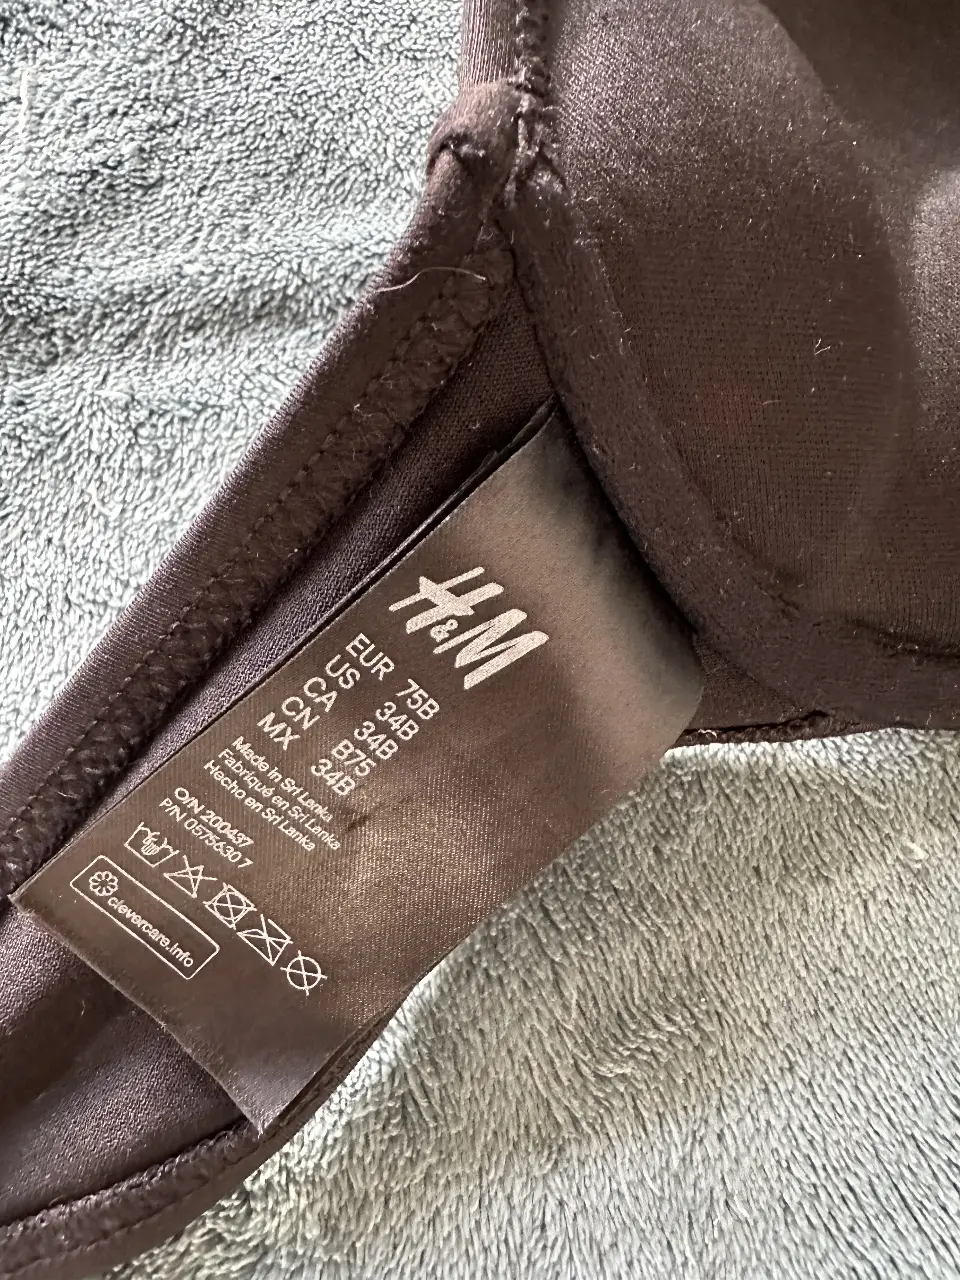 H&M
EUR 75B
US 34B
CA 34B
CN B75
MX 34B
Made in Sri Lanka
Fabriqué en Sri Lanka
Hecho en Sri Lanka
O/N 200437
P/N 0575630 7
clevercare.info